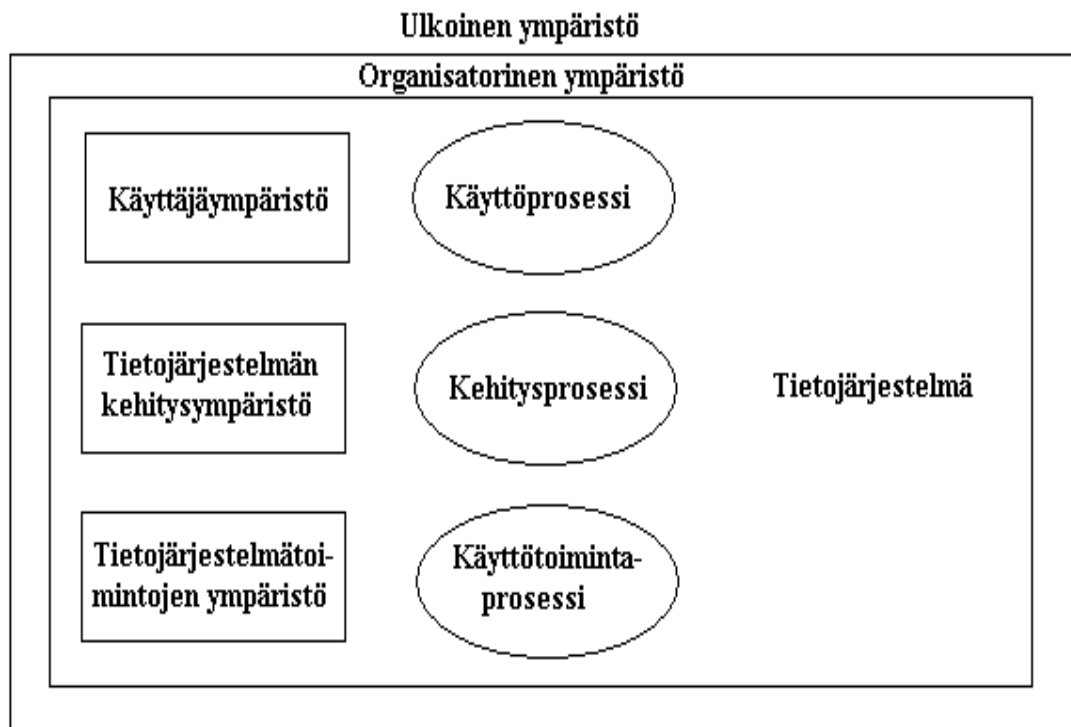 Ulkoinen ympäristö
Organisatorinen ympäristö
Käyttäjäympäristö
Käyttöprosessi
Tietojärjestelmän
kehitysympäristö
Kehitysprosessi
Tietojärjestelmä
Tietojärjestelmätoi-
mintojen ympäristö
Käyttötoiminta-
prosessi